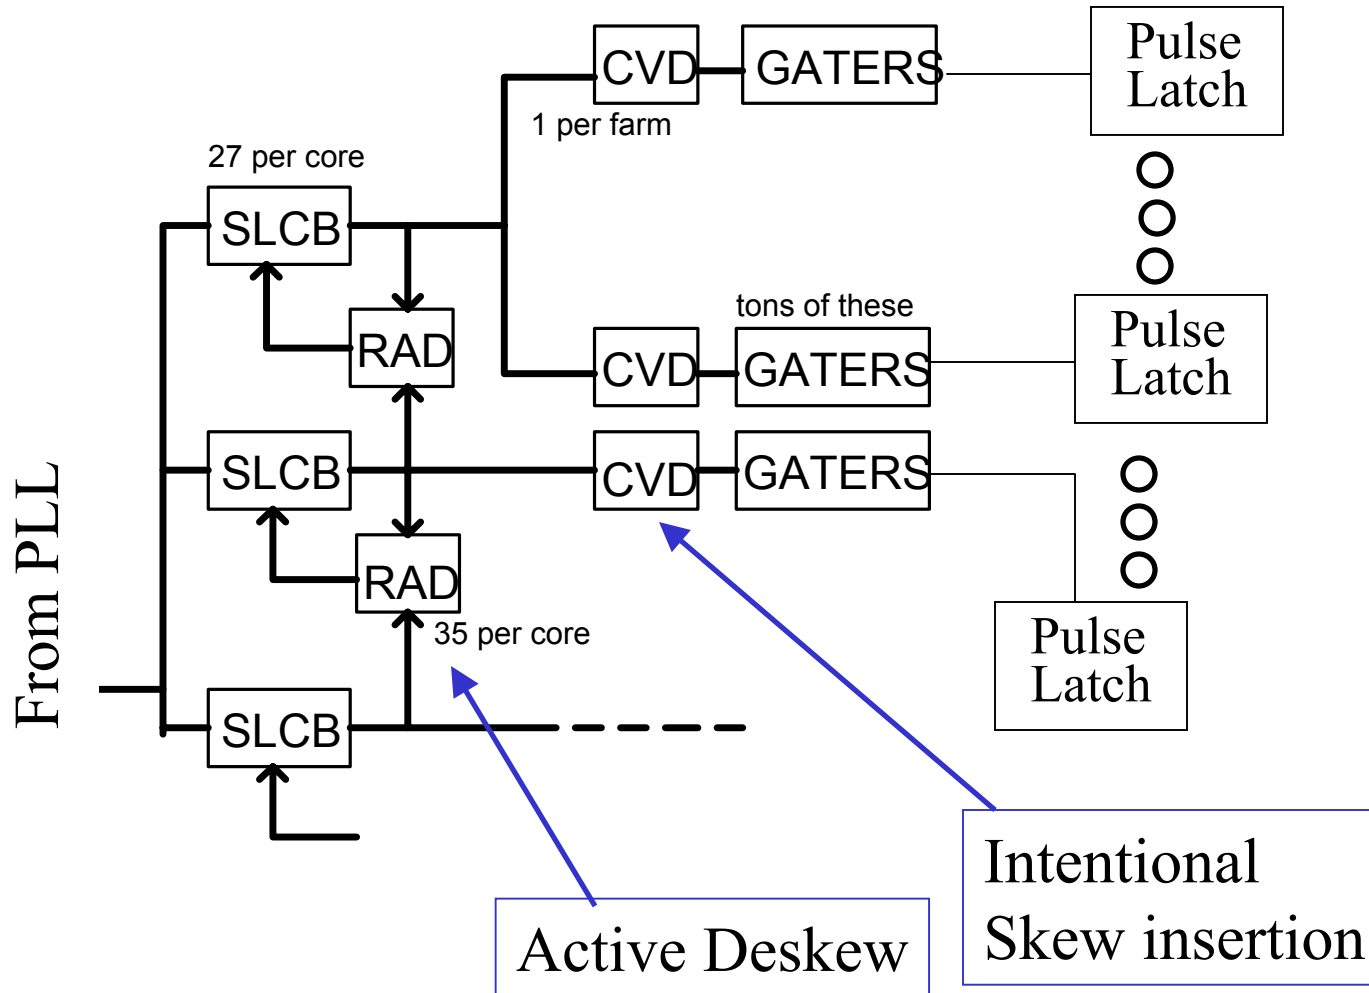 CVD
GATERS
Pulse
Latch
1 per farm
27 per core
SLCB
RAD
tons of these
CVD
GATERS
Pulse
Latch
SLCB
CVD
GATERS
RAD
35 per core
Pulse
Latch
SLCB
From PLL
Active Deskew
Intentional
Skew insertion